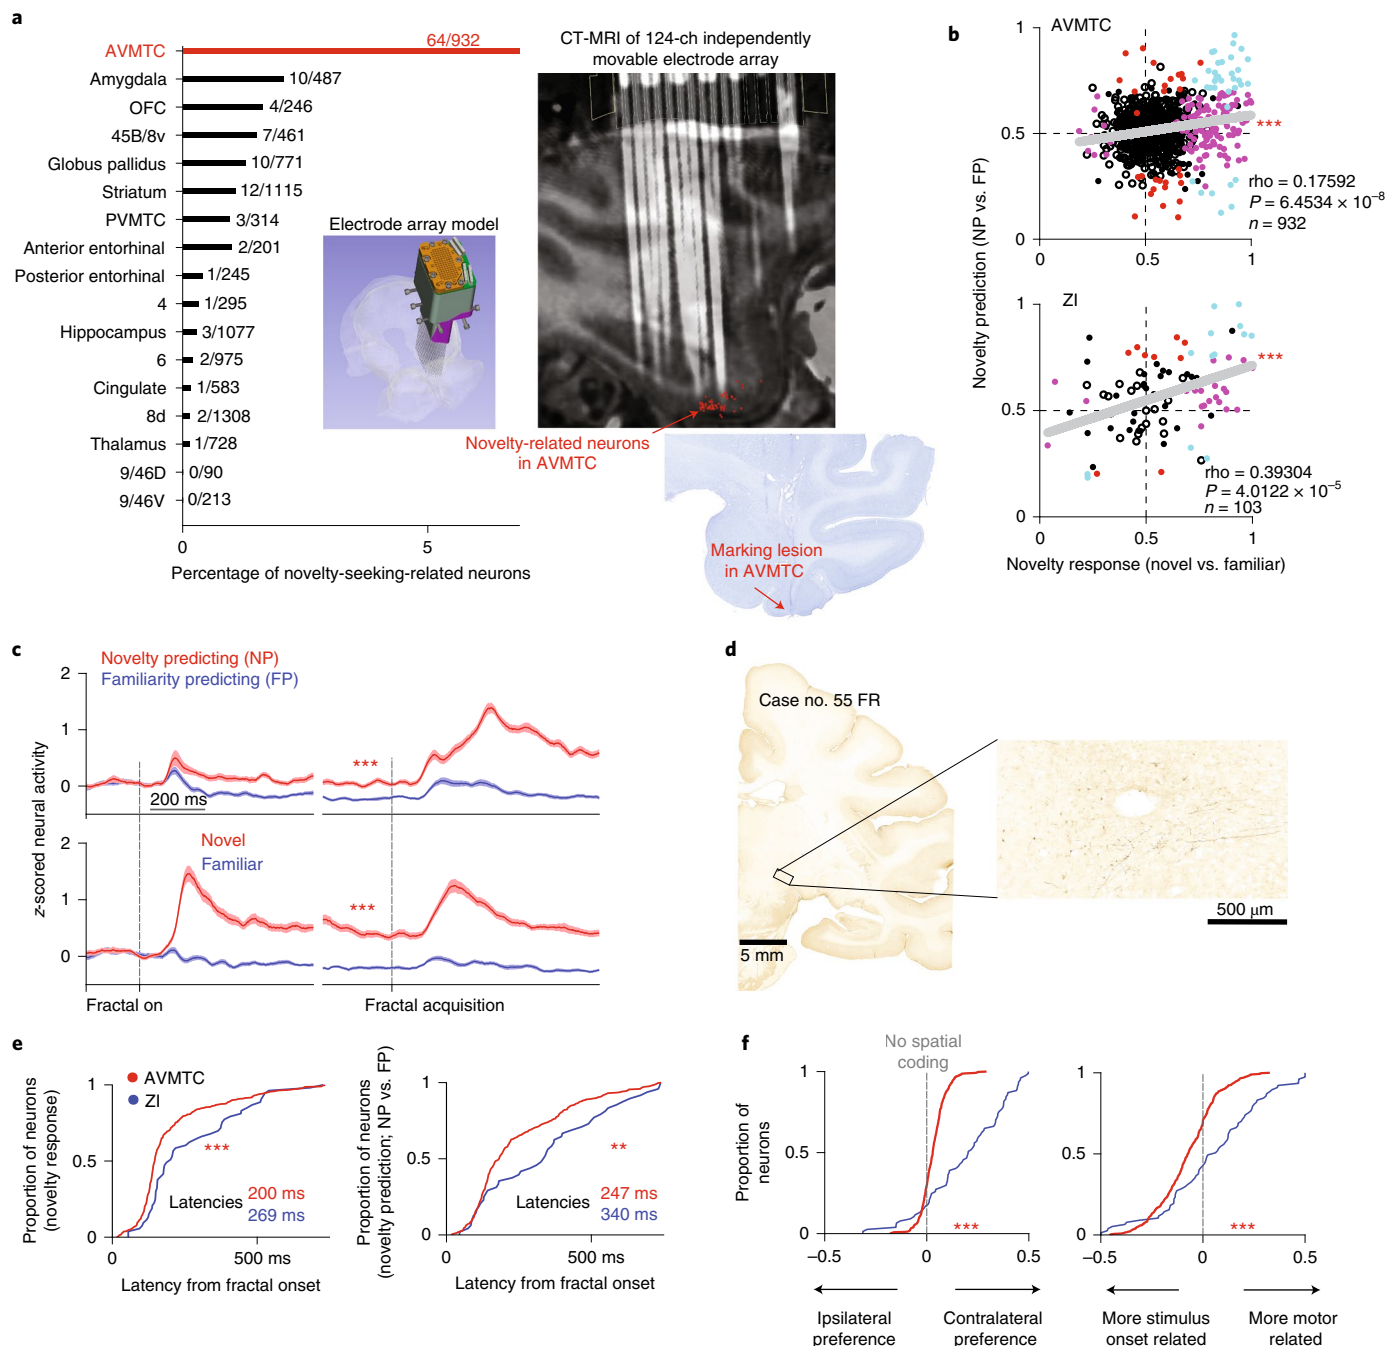 a
AVMTC
64/932
Amygdala
10/487
OFC
4/246
45B/8v
7/461
Globus pallidus
10/771
Striatum
12/1115
PVMTC
3/314
Anterior entorhinal
2/201
Posterior entorhinal
1/245
4
1/295
Hippocampus
3/1077
6
2/975
Cingulate
1/583
8d
2/1308
Thalamus
1/728
9/46D
0/90
9/46V
0/213
0
5
Percentage of novelty-seeking-related neurons
Electrode array model
CT-MRI of 124-ch independently
movable electrode array
Novelty-related neurons
in AVMTC
Marking lesion
in AVMTC
b
AVMTC
1
0.5
0
0
0.5
1
***
rho = 0.17592
P = 6.4534 × 10⁻⁸
n = 932
Novelty prediction (NP vs. FP)
ZI
1
0.5
0
***
rho = 0.39304
P = 4.0122 × 10⁻⁵
n = 103
0
0.5
1
Novelty response (novel vs. familiar)
c
Novelty predicting (NP)
Familiarity predicting (FP)
2
1
0
200 ms
***
z-scored neural activity
Novel
Familiar
2
1
0
***
Fractal on
Fractal acquisition
d
Case no. 55 FR
5 mm
500 μm
e
Proportion of neurons
(novelty response)
1
0.5
0
AVMTC
ZI
***
Latencies
200 ms
269 ms
0
500 ms
Latency from fractal onset
Proportion of neurons
(novelty prediction; NP vs. FP)
1
0.5
0
**
Latencies
247 ms
340 ms
0
500 ms
Latency from fractal onset
f
No spatial
coding
Proportion of
neurons
1
0.5
0
***
–0.5
0
0.5
Ipsilateral
preference
Contralateral
preference
1
0.5
0
***
–0.5
0
0.5
More stimulus
onset related
More motor
related